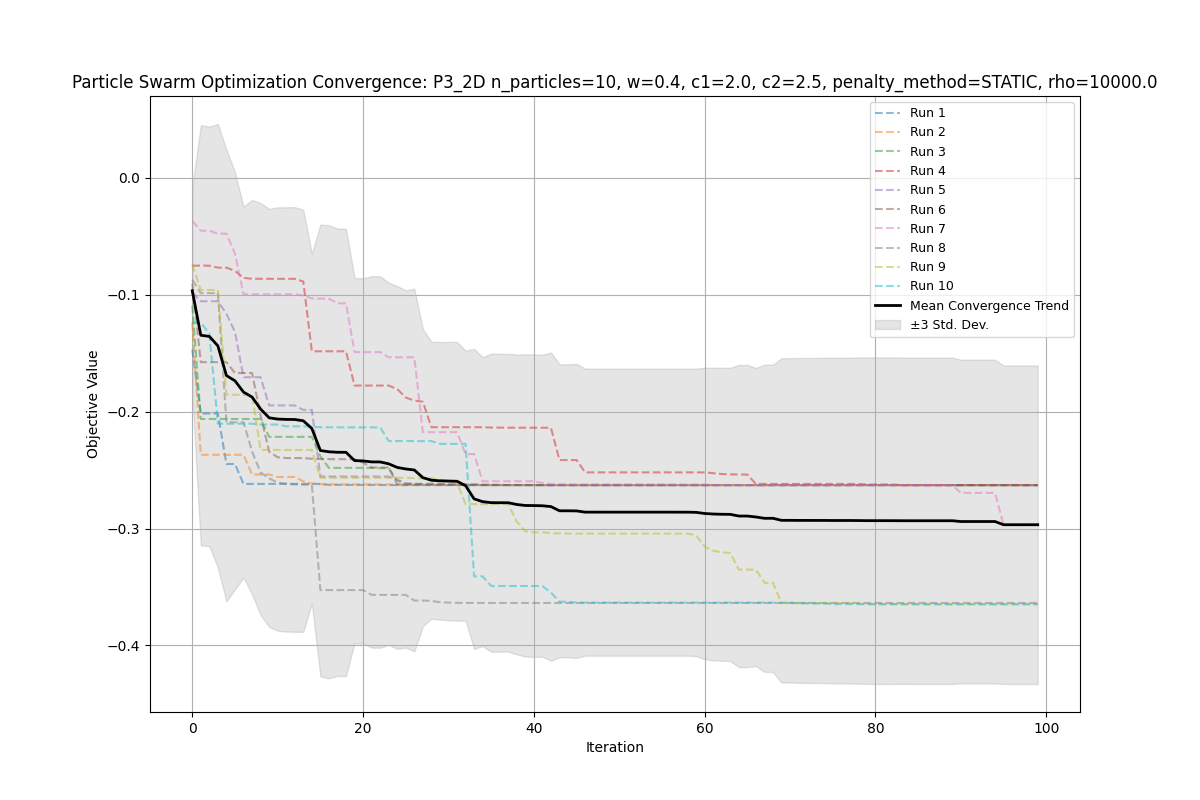 Particle Swarm Optimization Convergence: P3_2D n_particles=10, w=0.4, c1=2.0, c2=2.5, penalty_method=STATIC, rho=10000.0
Run 1
Run 2
Run 3
Run 4
Run 5
Run 6
Run 7
Run 8
Run 9
Run 10
Mean Convergence Trend
±3 Std. Dev.
Objective Value
0.0
−0.1
−0.2
−0.3
−0.4
0 20 40 60 80 100
Iteration